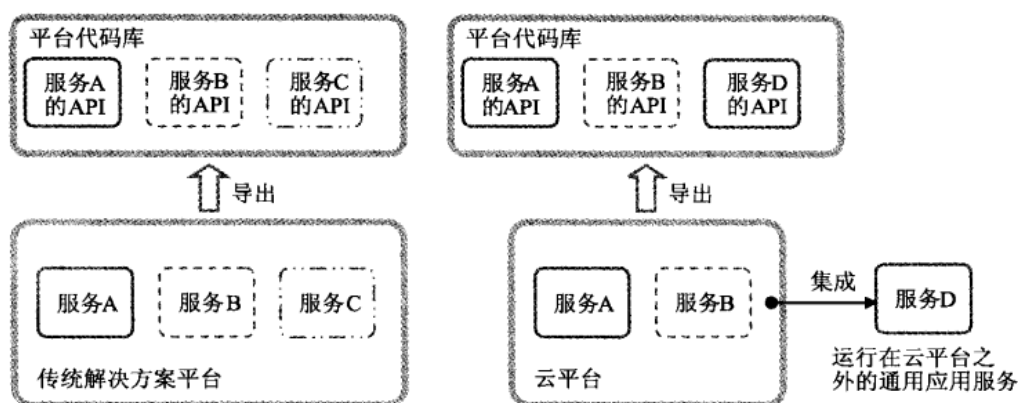 平台代码库
服务A
的API
服务B
的API
服务C
的API
导出
服务A
服务B
服务C
传统解决方案平台
平台代码库
服务A
的API
服务B
的API
服务D
的API
导出
服务A
服务B
云平台
集成
服务D
运行在云平台之
外的通用应用服务